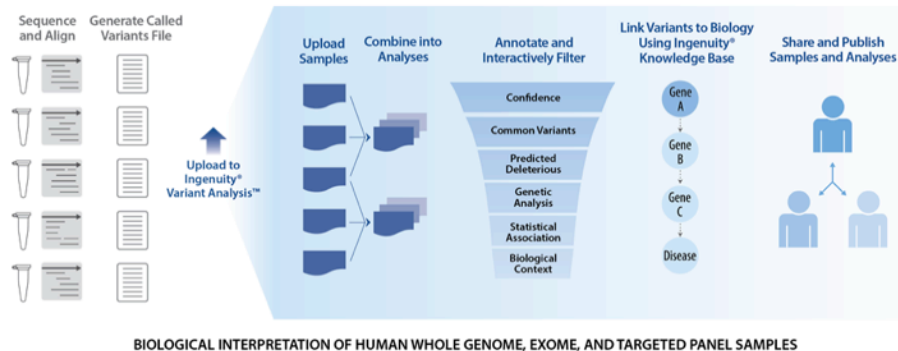 Sequence
and Align
Generate Called
Variants File
Upload to
Ingenuity®
Variant Analysis™
Upload
Samples
Combine into
Analyses
Annotate and
Interactively Filter
Confidence
Common Variants
Predicted
Deleterious
Genetic
Analysis
Statistical
Association
Biological
Context
Link Variants to Biology
Using Ingenuity®
Knowledge Base
Gene
A
Gene
B
Gene
C
Disease
Share and Publish
Samples and Analyses
BIOLOGICAL INTERPRETATION OF HUMAN WHOLE GENOME, EXOME, AND TARGETED PANEL SAMPLES